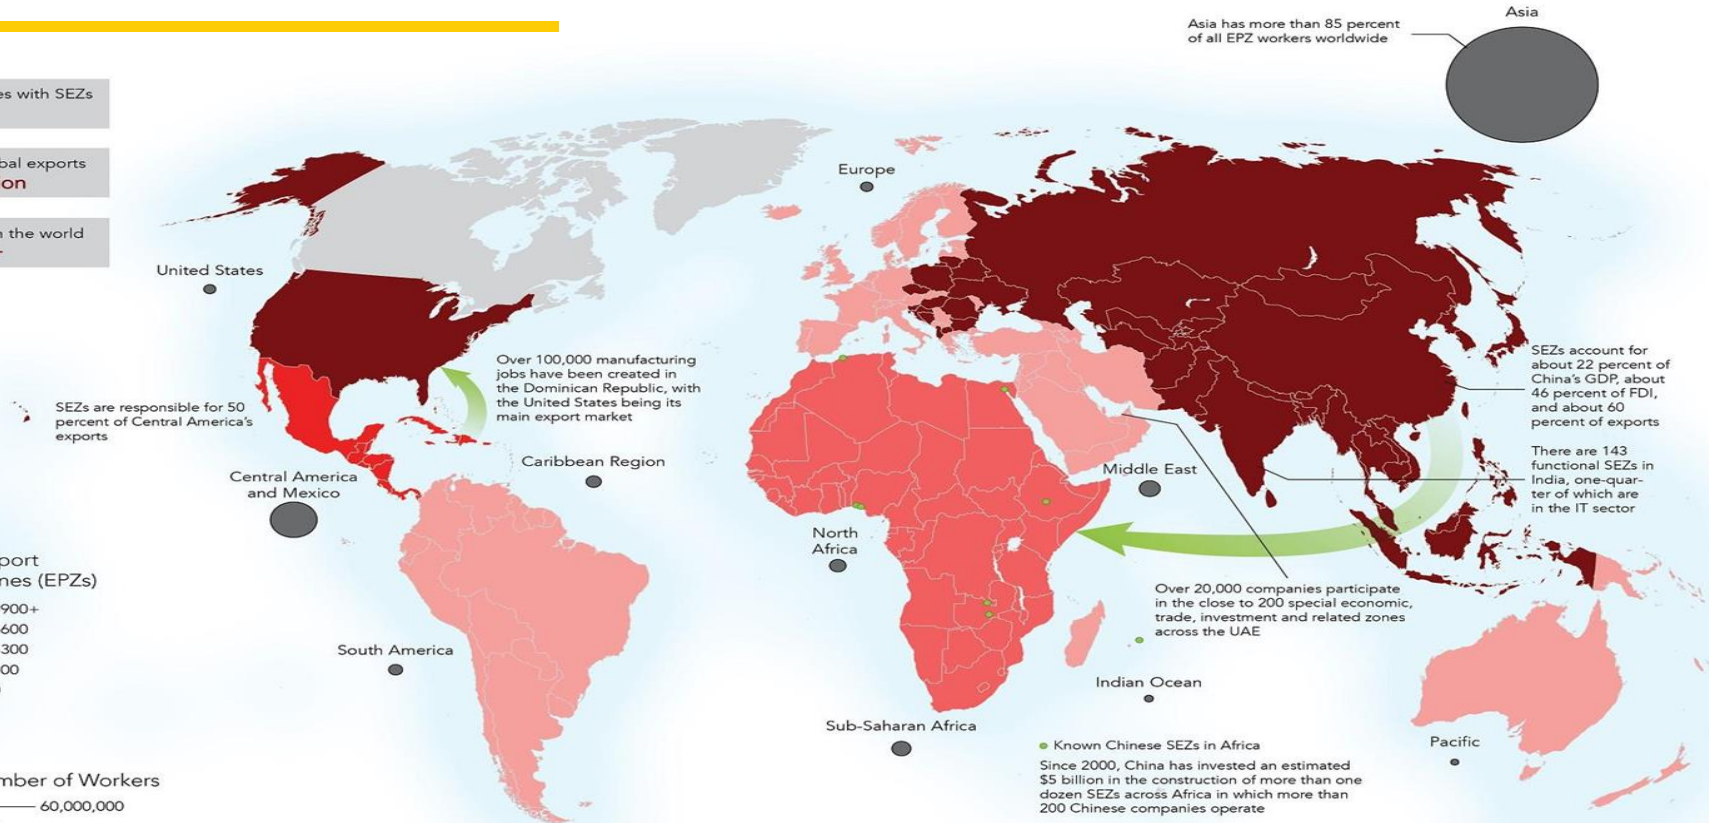 Asia
Asia has more than 85 percent
of all EPZ workers worldwide
es with SEZs
bal exports
ion
n the world
Europe
United States
Over 100,000 manufacturing
jobs have been created in
the Dominican Republic, with
the United States being its
main export market
SEZs are responsible for 50
percent of Central America's
exports
SEZs account for
about 22 percent of
China's GDP, about
46 percent of FDI,
and about 60
percent of exports
There are 143
functional SEZs in
India, one-quar-
ter of which are
in the IT sector
Caribbean Region
Central America
and Mexico
Middle East
North
Africa
port
nes (EPZs)
900+
600
300
00
Over 20,000 companies participate
in the close to 200 special economic,
trade, investment and related zones
across the UAE
South America
Indian Ocean
Sub-Saharan Africa
Pacific
Known Chinese SEZs in Africa
Since 2000, China has invested an estimated
$5 billion in the construction of more than one
dozen SEZs across Africa in which more than
200 Chinese companies operate
mber of Workers
60,000,000